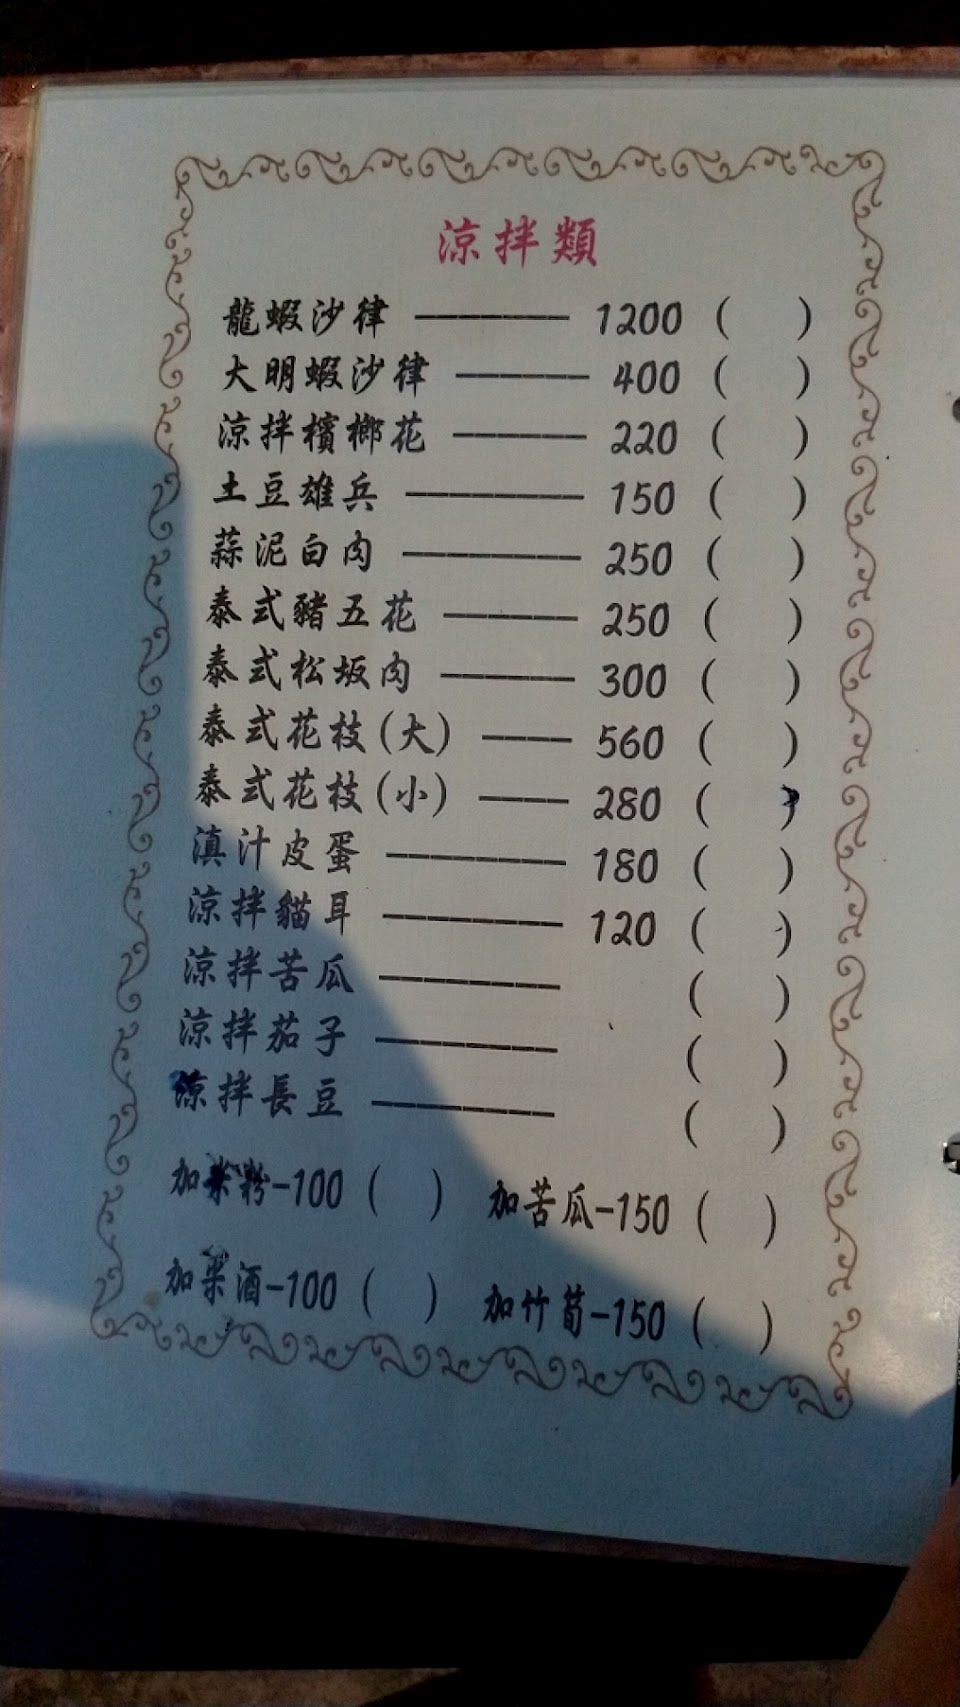 涼拌類
龍蝦沙律 ———————— 1200 ( )
大明蝦沙律 —————— 400 ( )
涼拌檳榔花 —————— 220 ( )
土豆雄兵 ———————— 150 ( )
蒜泥白肉 ———————— 250 ( )
泰式豬五花 —————— 250 ( )
泰式松坂肉 —————— 300 ( )
泰式花枝(大) ———— 560 ( )
泰式花枝(小) ———— 280 ( )
滇汁皮蛋 ———————— 180 ( )
涼拌貓耳 ———————— 120 ( )
涼拌苦瓜 ———————— ( )
涼拌茄子 ———————— ( )
涼拌長豆 ———————— ( )
加米粉-100 ( ) 加苦瓜-150 ( )
加菜酒-100 ( ) 加竹筍-150 ( )